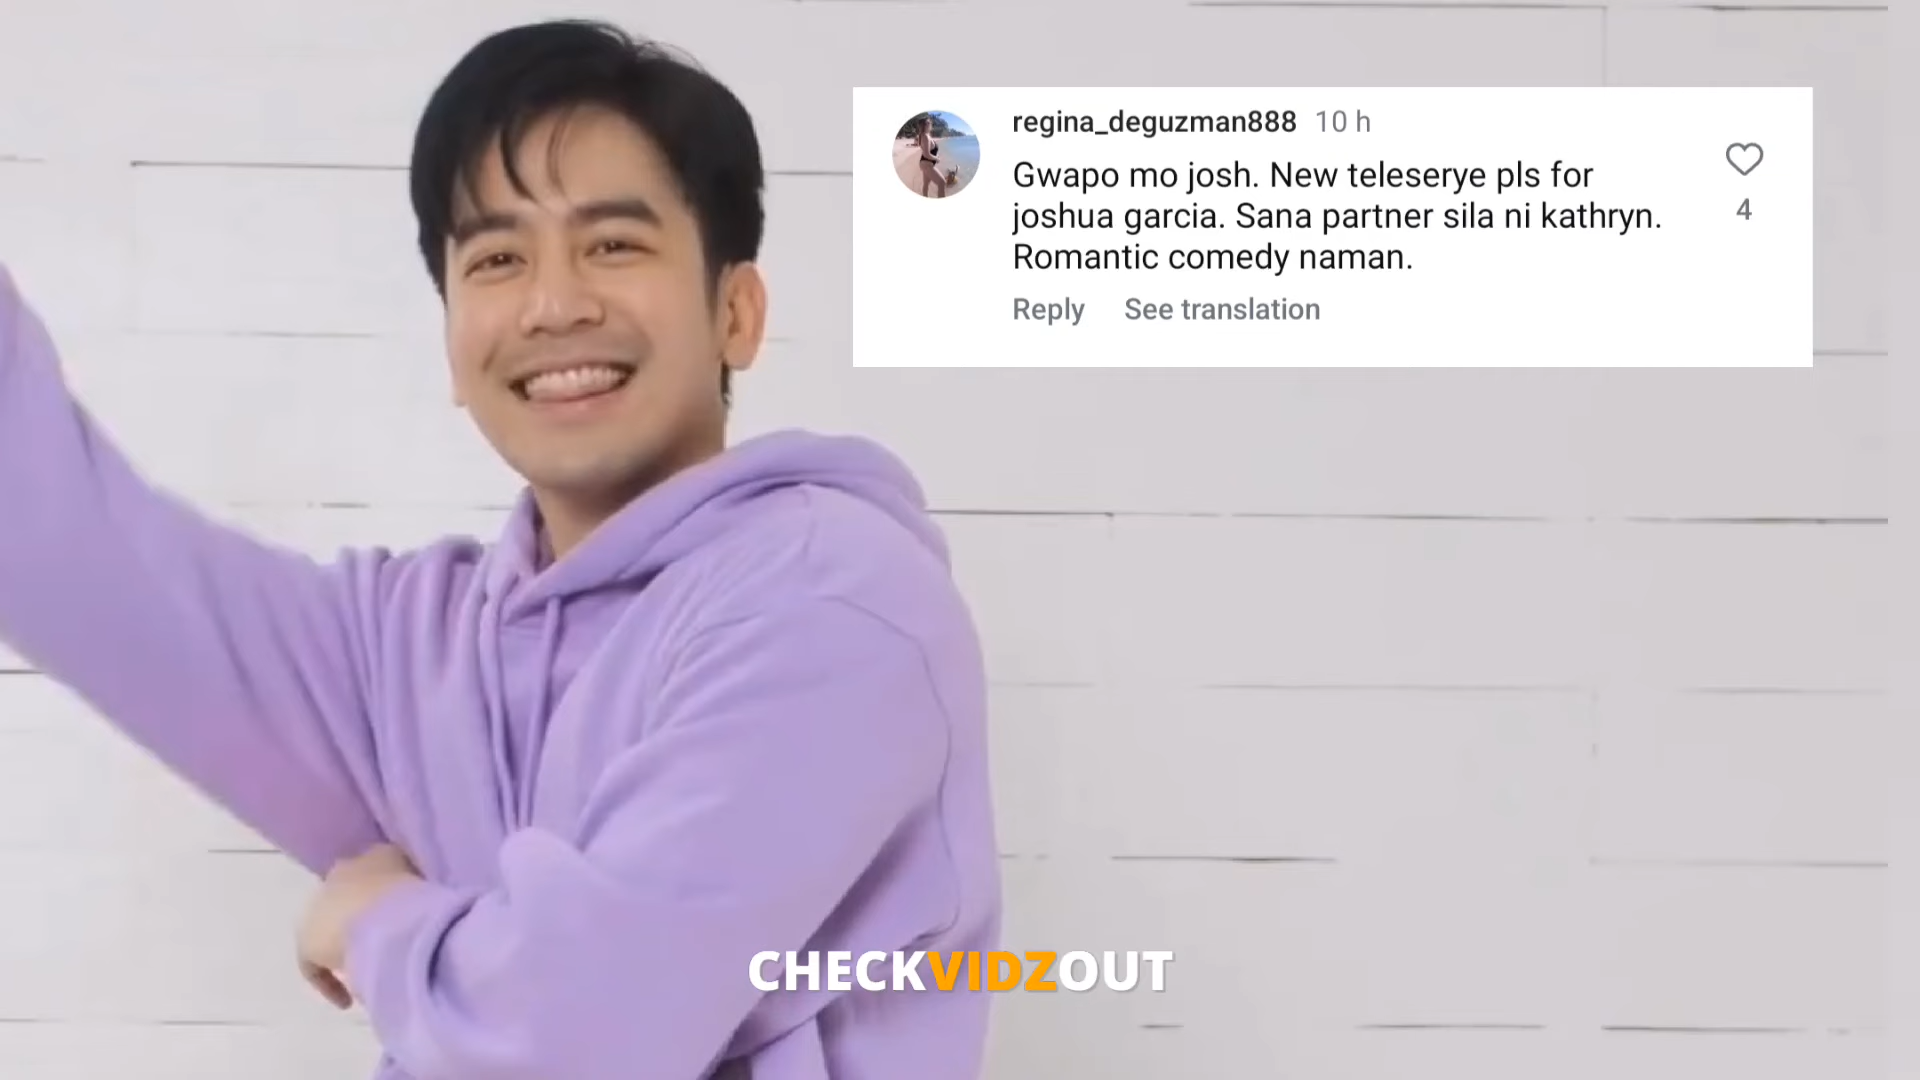 regina_deguzman888 10 h
Gwapo mo josh. New teleserye pls for
joshua garcia. Sana partner sila ni kathryn.
Romantic comedy naman.
4
Reply See translation
CHECKVIDZOUT